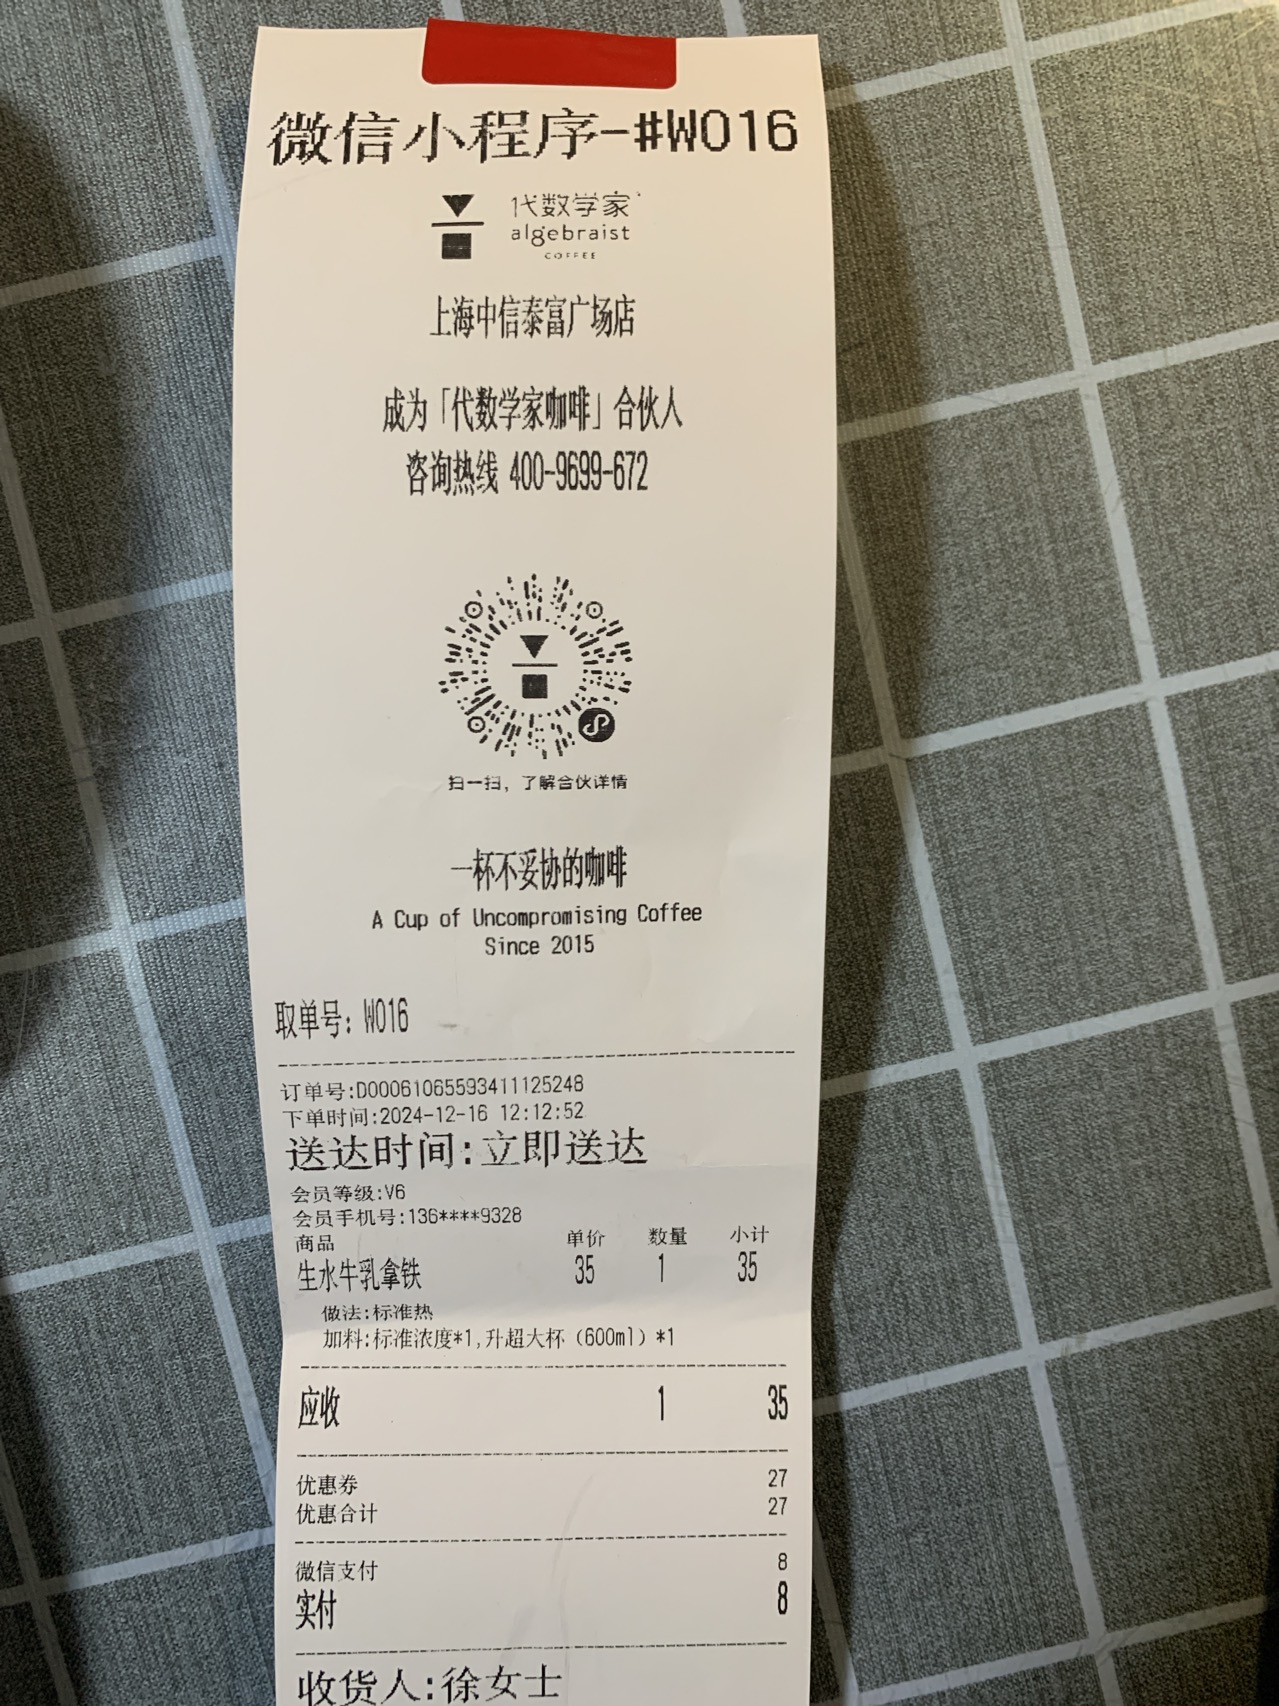 微信小程序-#W016
代数学家
algebraist
COFFEE
上海中信泰富广场店
成为「代数学家咖啡」合伙人
咨询热线 400-9699-672
扫一扫，了解合伙详情
一杯不妥协的咖啡
A Cup of Uncompromising Coffee
Since 2015
取单号: W016
订单号:D00061065593411125248
下单时间:2024-12-16 12:12:52
送达时间:立即送达
会员等级:V6
会员手机号:136****9328
商品 单价 数量 小计
生水牛乳拿铁 35 1 35
做法:标准热
加料:标准浓度*1,升超大杯（600ml）*1
应收 1 35
优惠券 27
优惠合计 27
微信支付 8
实付 8
收货人:徐女士